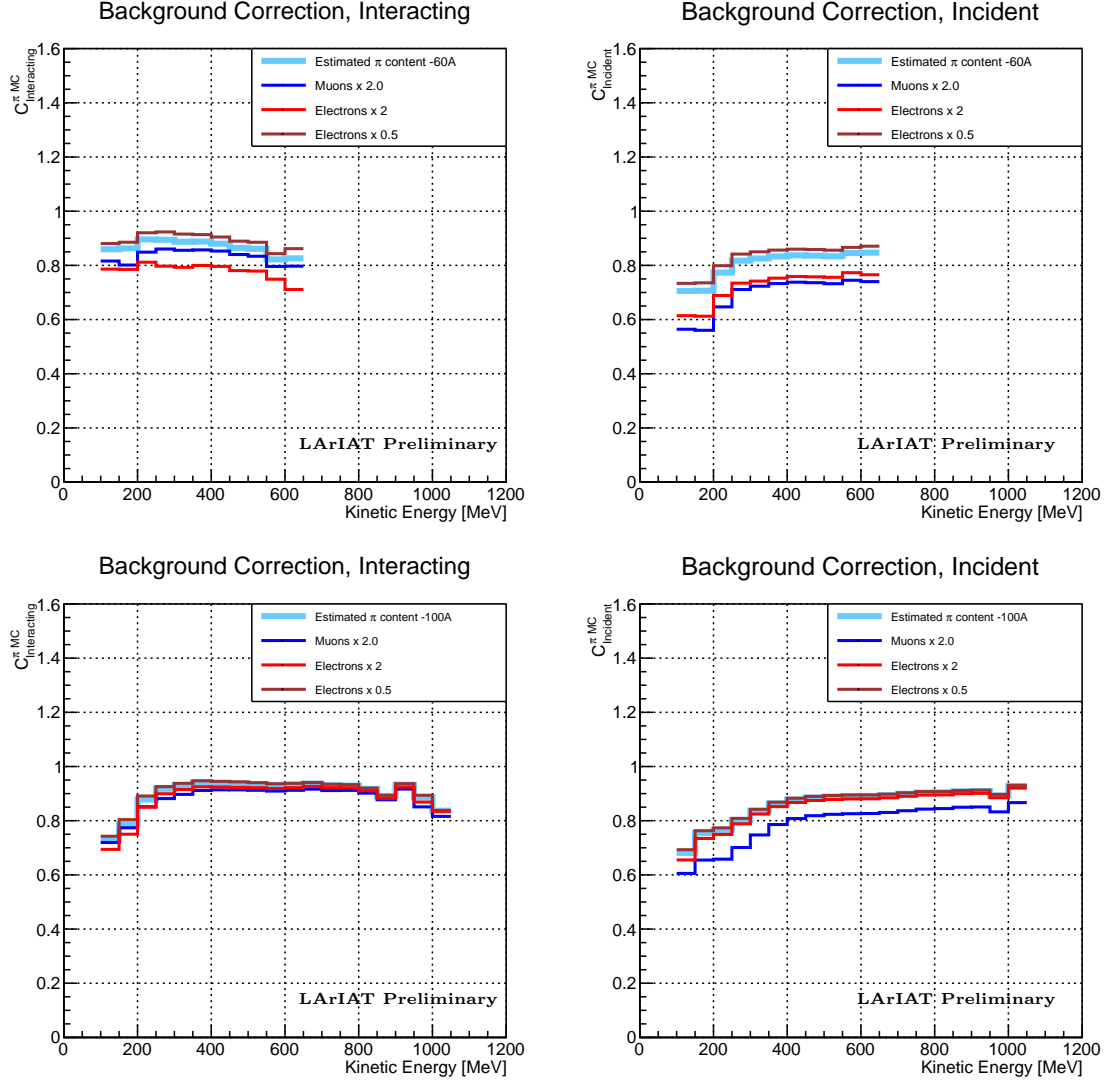 Background Correction, Interacting
C^{π MC}_{Interacting}
1.6
1.4
1.2
1
0.8
0.6
0.4
0.2
0
Estimated π content -60A
Muons x 2.0
Electrons x 2
Electrons x 0.5
LArIAT Preliminary
0 200 400 600 800 1000 1200
Kinetic Energy [MeV]
Background Correction, Incident
C^{π MC}_{Incident}
1.6
1.4
1.2
1
0.8
0.6
0.4
0.2
0
Estimated π content -60A
Muons x 2.0
Electrons x 2
Electrons x 0.5
LArIAT Preliminary
0 200 400 600 800 1000 1200
Kinetic Energy [MeV]
Background Correction, Interacting
C^{π MC}_{Interacting}
1.6
1.4
1.2
1
0.8
0.6
0.4
0.2
0
Estimated π content -100A
Muons x 2.0
Electrons x 2
Electrons x 0.5
LArIAT Preliminary
0 200 400 600 800 1000 1200
Kinetic Energy [MeV]
Background Correction, Incident
C^{π MC}_{Incident}
1.6
1.4
1.2
1
0.8
0.6
0.4
0.2
0
Estimated π content -100A
Muons x 2.0
Electrons x 2
Electrons x 0.5
LArIAT Preliminary
0 200 400 600 800 1000 1200
Kinetic Energy [MeV]